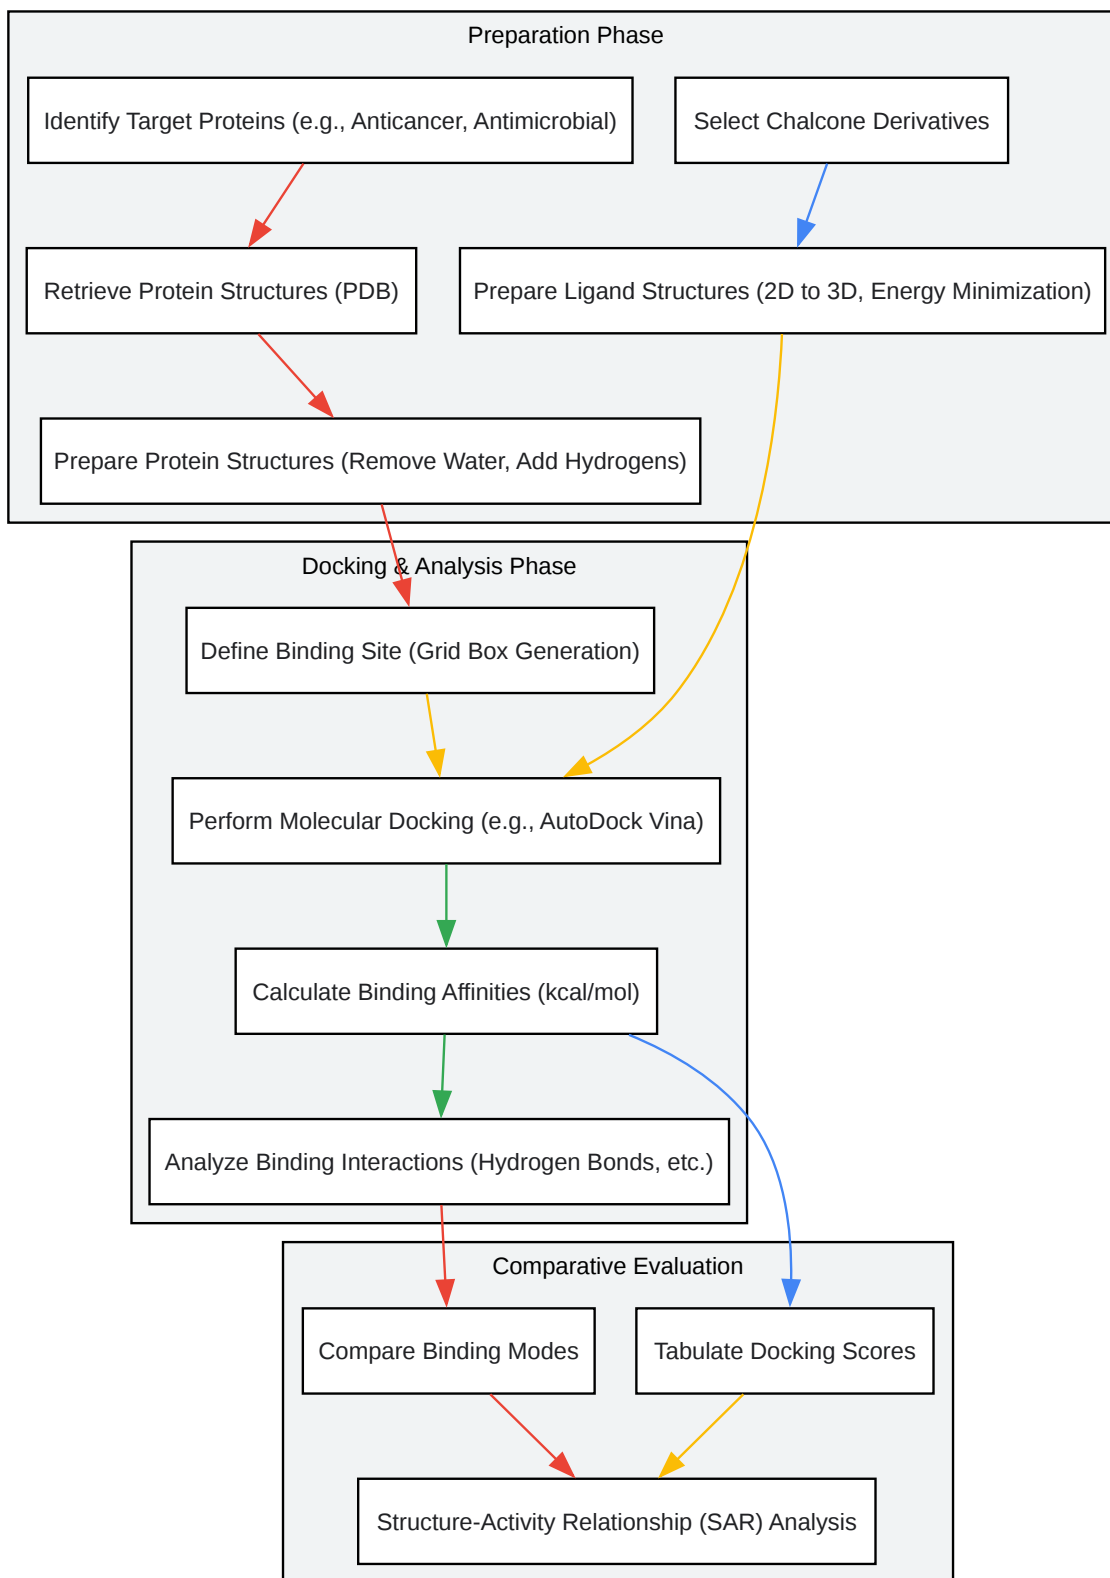 Preparation Phase
Identify Target Proteins (e.g., Anticancer, Antimicrobial)
Select Chalcone Derivatives
Retrieve Protein Structures (PDB)
Prepare Ligand Structures (2D to 3D, Energy Minimization)
Prepare Protein Structures (Remove Water, Add Hydrogens)
Docking & Analysis Phase
Define Binding Site (Grid Box Generation)
Perform Molecular Docking (e.g., AutoDock Vina)
Calculate Binding Affinities (kcal/mol)
Analyze Binding Interactions (Hydrogen Bonds, etc.)
Comparative Evaluation
Compare Binding Modes
Tabulate Docking Scores
Structure-Activity Relationship (SAR) Analysis